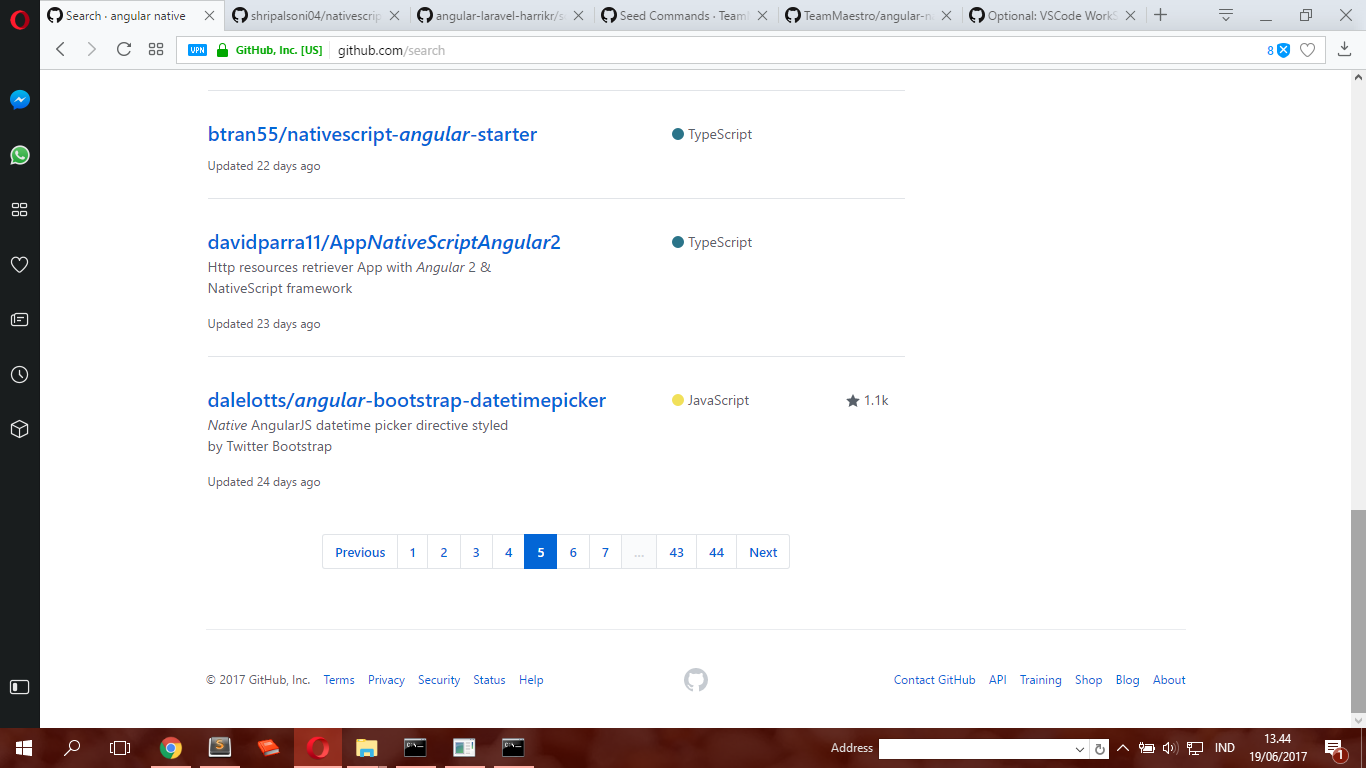 Search · angular native
shripalsoni04/nativescrip
angular-laravel-harrikr/s
Seed Commands · Team
TeamMaestro/angular-n
Optional: VSCode WorkS
VPN
GitHub, Inc. [US]
github.com/search
8
btran55/nativescript-angular-starter
TypeScript
Updated 22 days ago
davidparra11/AppNativeScriptAngular2
TypeScript
Http resources retriever App with Angular 2 &
NativeScript framework
Updated 23 days ago
dalelotts/angular-bootstrap-datetimepicker
JavaScript
1.1k
Native AngularJS datetime picker directive styled
by Twitter Bootstrap
Updated 24 days ago
Previous 1 2 3 4 5 6 7 ... 43 44 Next
© 2017 GitHub, Inc. Terms Privacy Security Status Help
Contact GitHub API Training Shop Blog About
Address
IND
13.44
19/06/2017
1